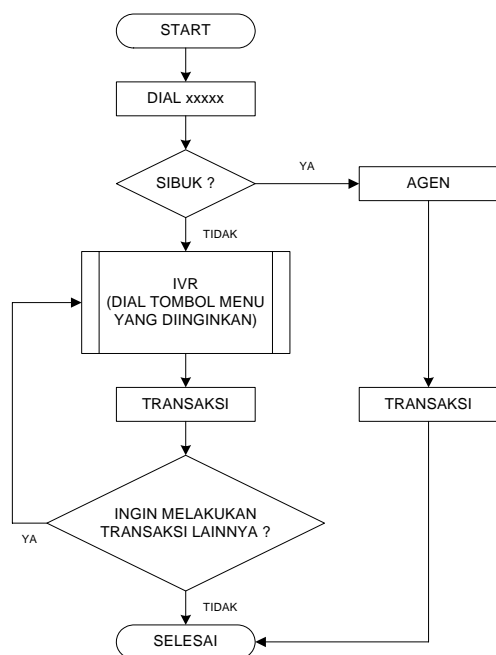 START
DIAL xxxxx
SIBUK ?
YA
AGEN
TIDAK
IVR
(DIAL TOMBOL MENU
YANG DIINGINKAN)
TRANSAKSI
TRANSAKSI
INGIN MELAKUKAN
TRANSAKSI LAINNYA ?
YA
TIDAK
SELESAI